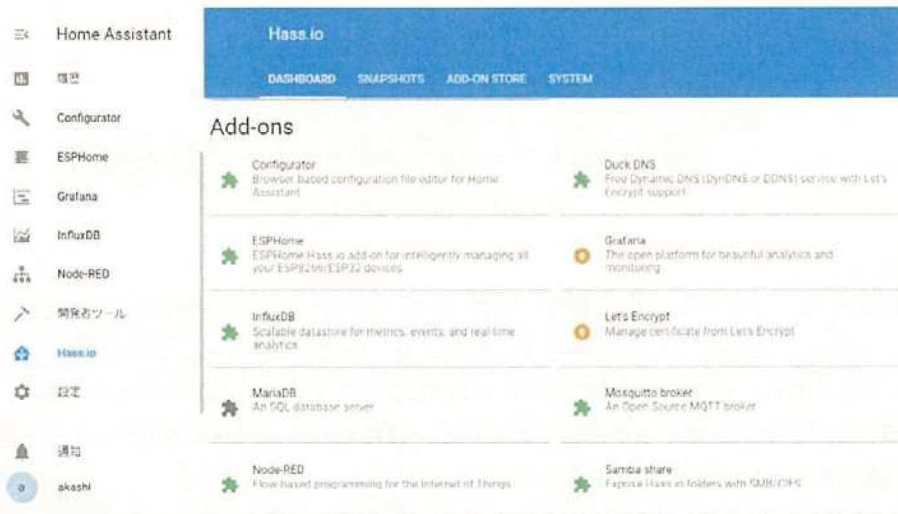 Home Assistant
履歴
Configurator
ESPHome
Grafana
InfluxDB
Node-RED
開発者ツール
Hass.io
設定
通知
a akashi
Hass.io
DASHBOARD SNAPSHOTS ADD-ON STORE SYSTEM
Add-ons
Configurator
Browser based configuration file editor for Home
Assistant
Duck DNS
Free Dynamic DNS (DynDNS or DDNS) service with Let's
Encrypt support
ESPHome
ESPHome Hass.io add-on for intelligently managing all
your ESP8266/ESP32 devices
Grafana
The open platform for beautiful analytics and
monitoring
InfluxDB
Scalable datastore for metrics, events, and real-time
analytics
Let's Encrypt
Manage certificate from Let's Encrypt
MariaDB
An SQL database server
Mosquitto broker
An Open Source MQTT broker
Node-RED
Flow-based programming for the Internet of Things
Samba share
Expose Hass.io folders with SMB/CIFS